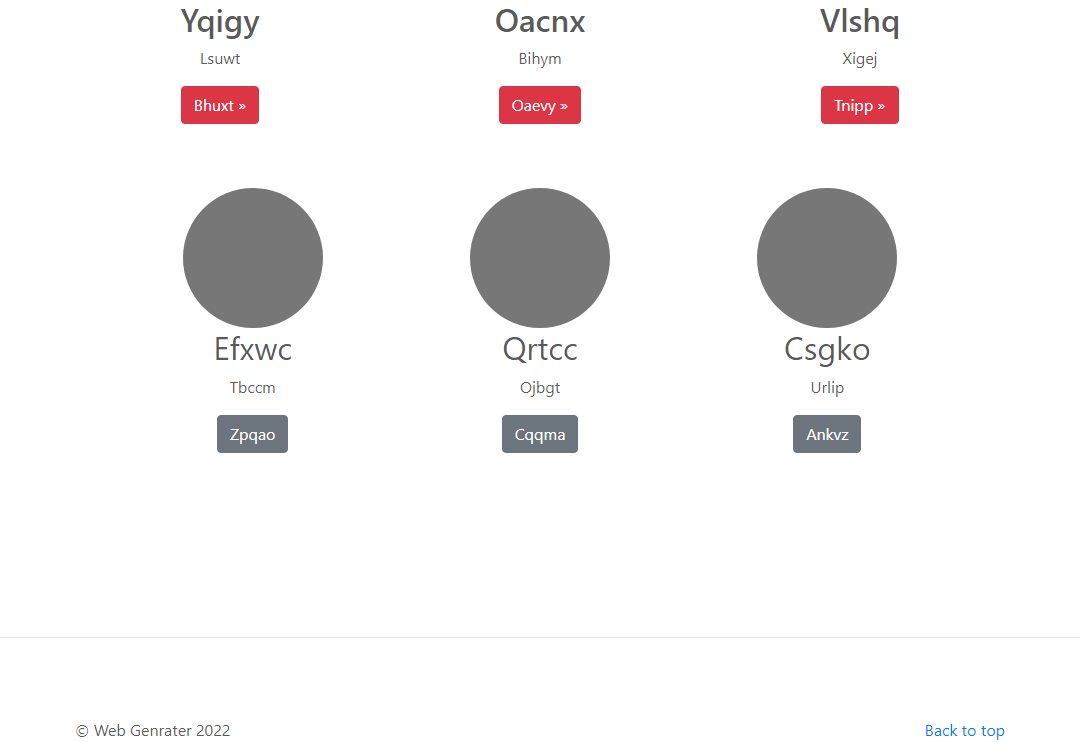 Yqigy
Oacnx
Vlshq
Lsuwt
Bihym
Xigej
Bhuxt »
Oaevy »
Tnipp »
Efxwc
Qrtcc
Csgko
Tbccm
Ojbgt
Urlip
Zpqao
Cqqma
Ankvz
© Web Genrater 2022
Back to top